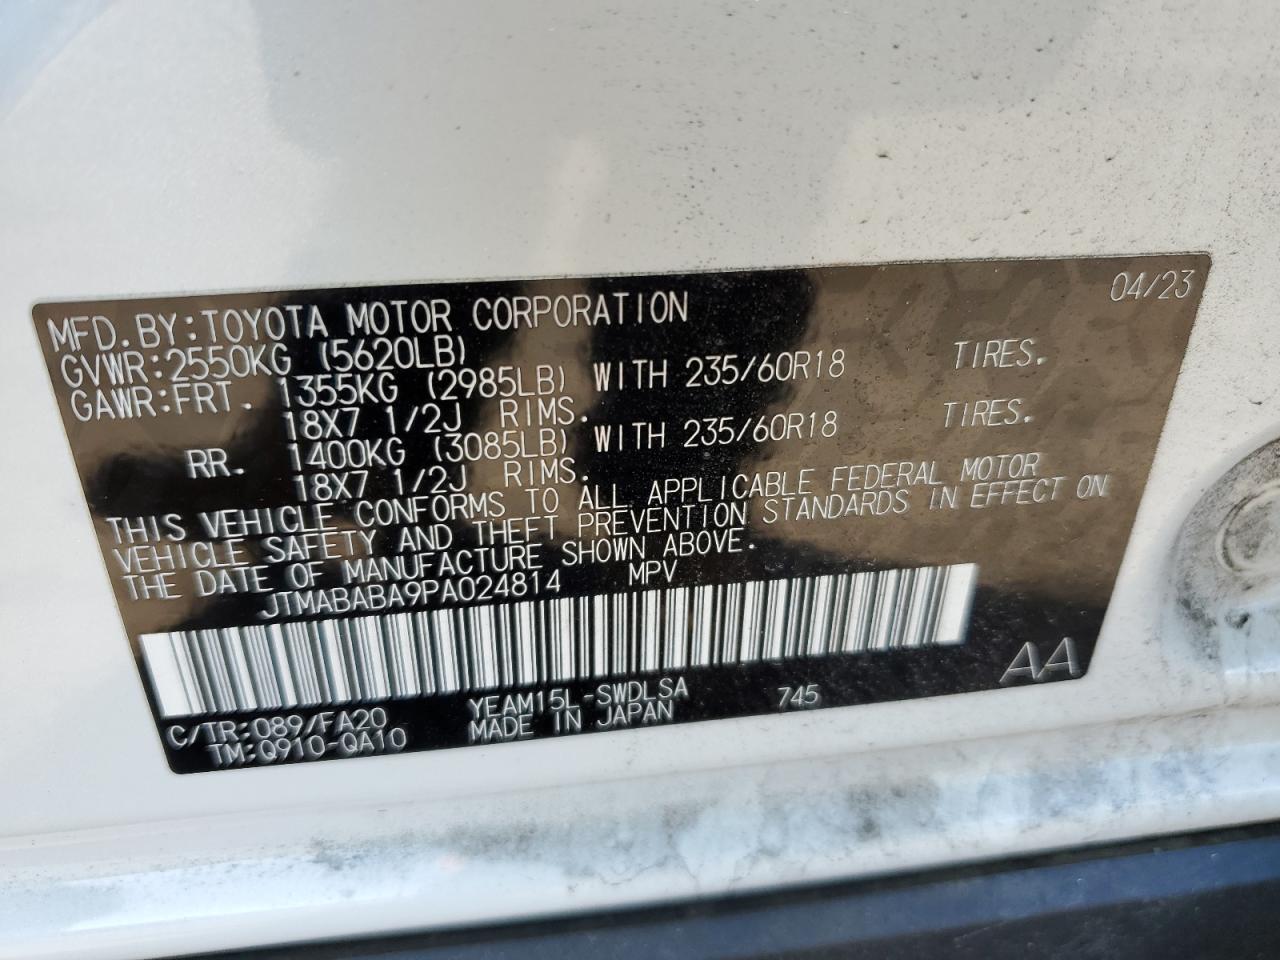 04/23
MFD.BY:TOYOTA MOTOR CORPORATION
GVWR:2550KG (5620LB)
GAWR:FRT. 1355KG (2985LB) WITH 235/60R18 TIRES.
18X7 1/2J RIMS.
RR. 1400KG (3085LB) WITH 235/60R18 TIRES.
18X7 1/2J RIMS.
THIS VEHICLE CONFORMS TO ALL APPLICABLE FEDERAL MOTOR
VEHICLE SAFETY AND THEFT PREVENTION STANDARDS IN EFFECT ON
THE DATE OF MANUFACTURE SHOWN ABOVE.
JTMABABA9PA024814 MPV
AA
C/TR:089/FA20 YEAM15L-SWDLSA 745
TM:Q910-QA10 MADE IN JAPAN